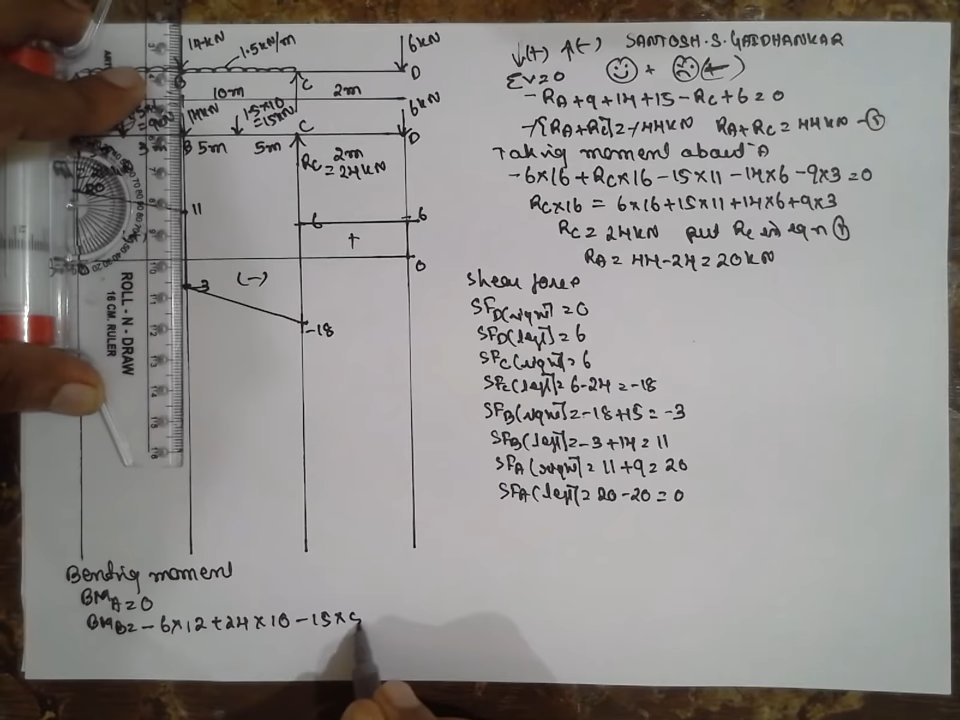 14KN 1.5KN/m 6KN
C D
10m 2m
14KN 1.5×10 6KN
=15KN
B 5m 5m C D
2m
RC
=24KN
11
6 6
+
0
-3 (-)
-18
ROLL - N - DRAW
16 CM. RULER
↓(+) ↑(-) SANTOSH.S.GAIDHANKAR
ΣV=0 + (-)
-RA+9+14+15-RC+6=0
-[RA+RC]=-44KN RA+RC=44KN-①
Taking moment about A
-6×16+RC×16-15×11-14×6-9×3=0
RC×16 = 6×16+15×11+14×6+9×3
RC=24KN put RC in eqn ①
RA=44-24=20KN
Shear force
SFD(right)=0
SFD(left)=6
SFC(right)=6
SFC(left)=6-24=-18
SFB(right)=-18+15=-3
SFB(left)=-3+14=11
SFA(right)=11+9=20
SFA(left)=20-20=0
Bending moment
BMA=0
BMB=-6×12+24×10-15×5